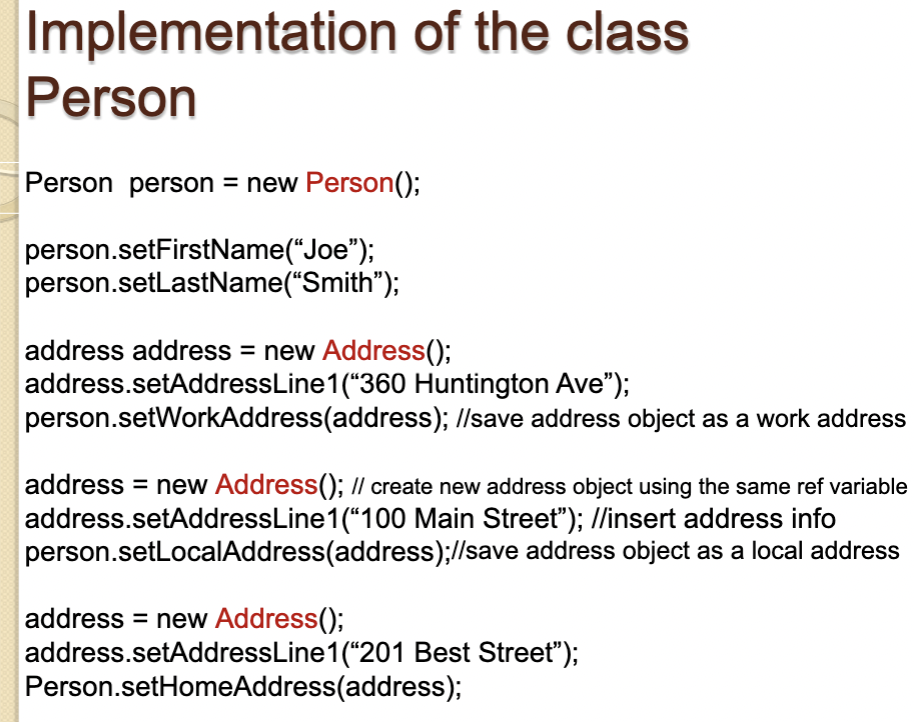 Implementation of the class
Person
Person  person = new Person();
person.setFirstName(“Joe”);
person.setLastName(“Smith”);
address address = new Address();
address.setAddressLine1(“360 Huntington Ave”);
person.setWorkAddress(address); //save address object as a work address
address = new Address(); // create new address object using the same ref variable
address.setAddressLine1(“100 Main Street”); //insert address info
person.setLocalAddress(address);//save address object as a local address
address = new Address();
address.setAddressLine1(“201 Best Street”);
Person.setHomeAddress(address);